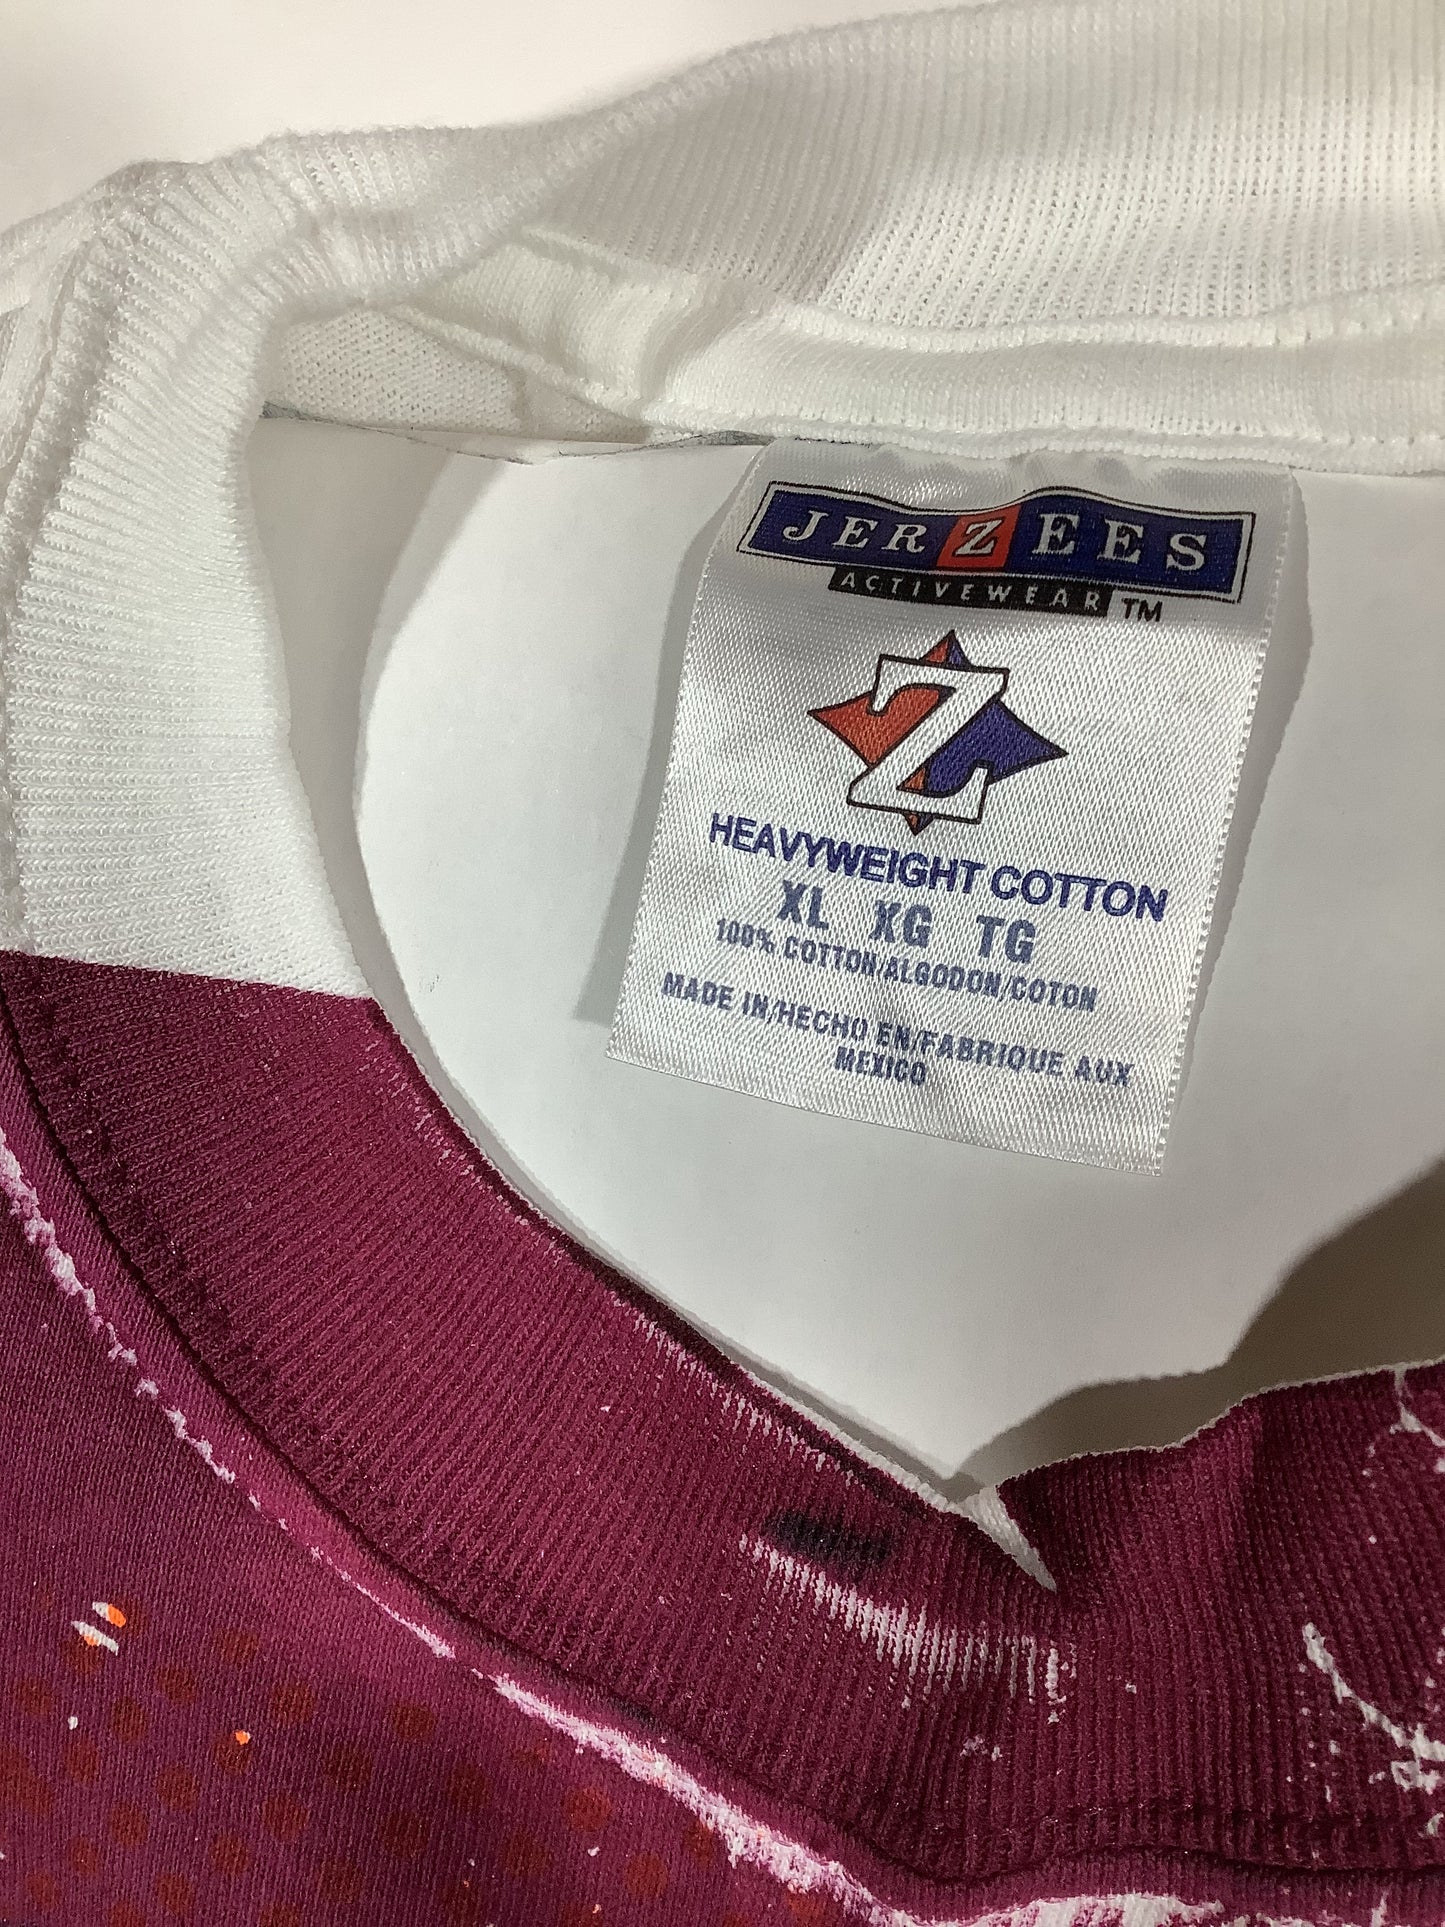 JERZEES
ACTIVEWEAR TM
Z
HEAVYWEIGHT COTTON
XL XG TG
100% COTTON/ALGODON/COTON
MADE IN/HECHO EN/FABRIQUE AUX
MEXICO